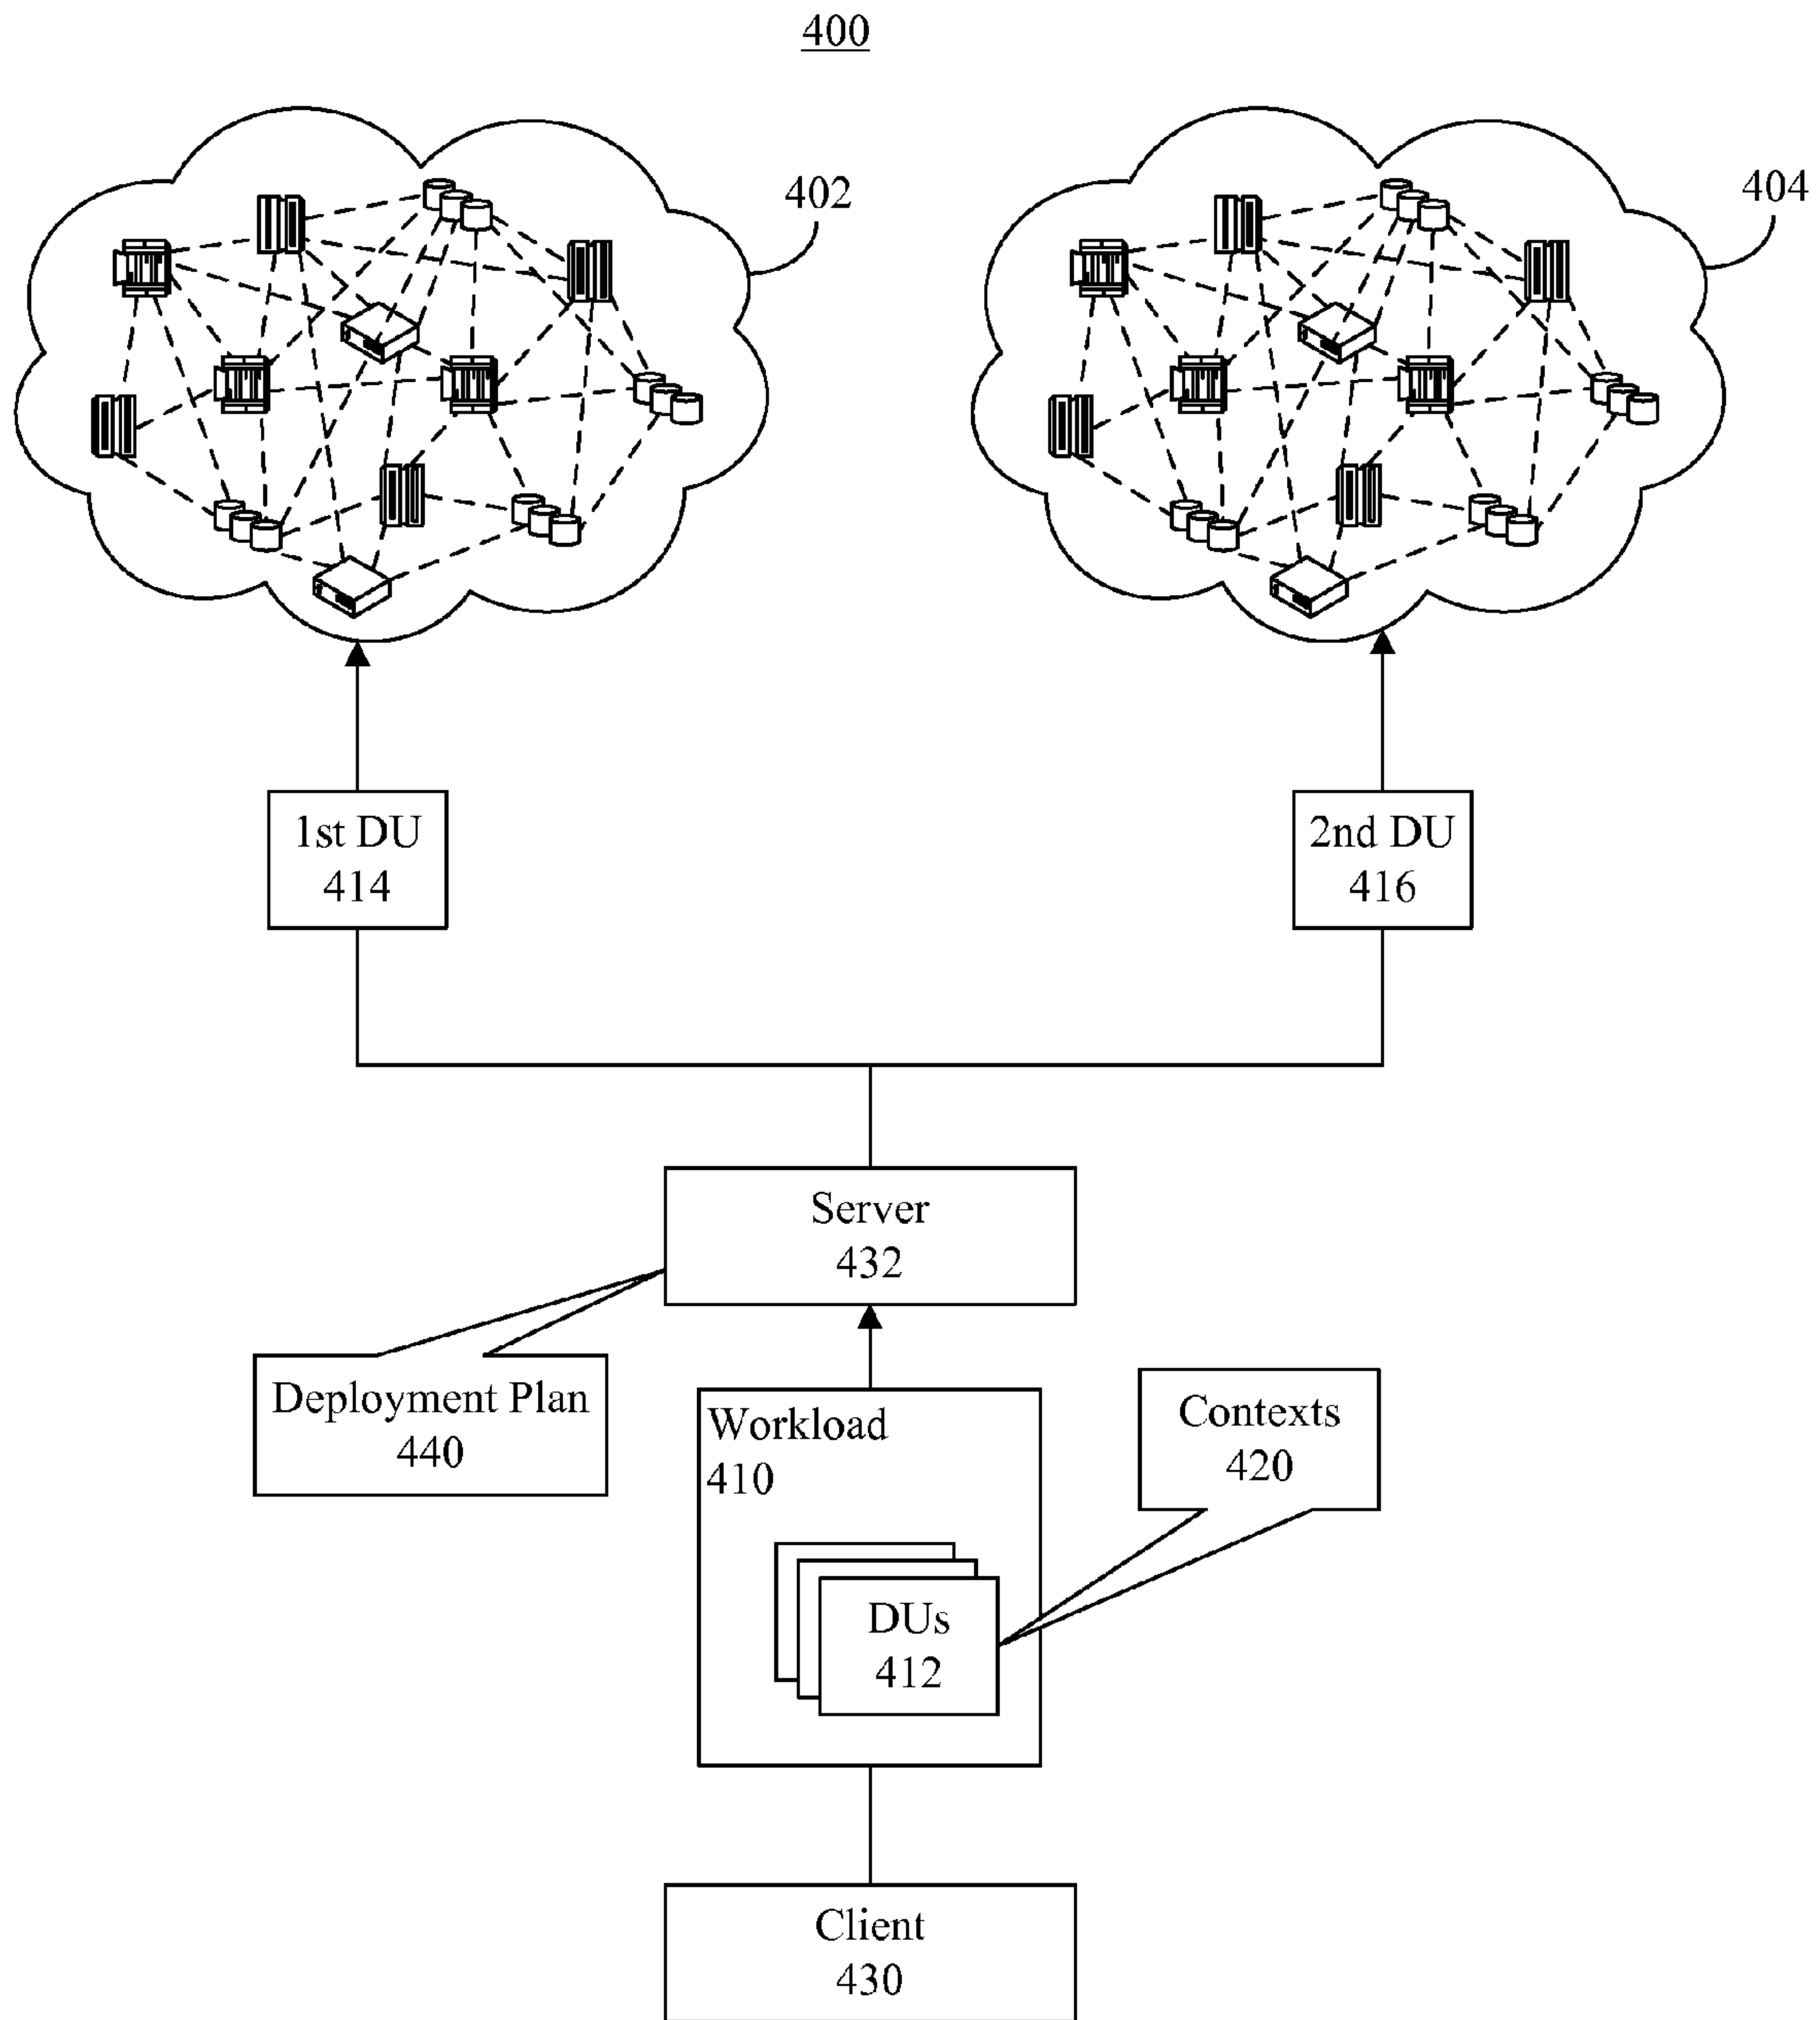 400
402
404
1st DU
414
2nd DU
416
Server
432
Deployment Plan
440
Workload
410
Contexts
420
DUs
412
Client
430